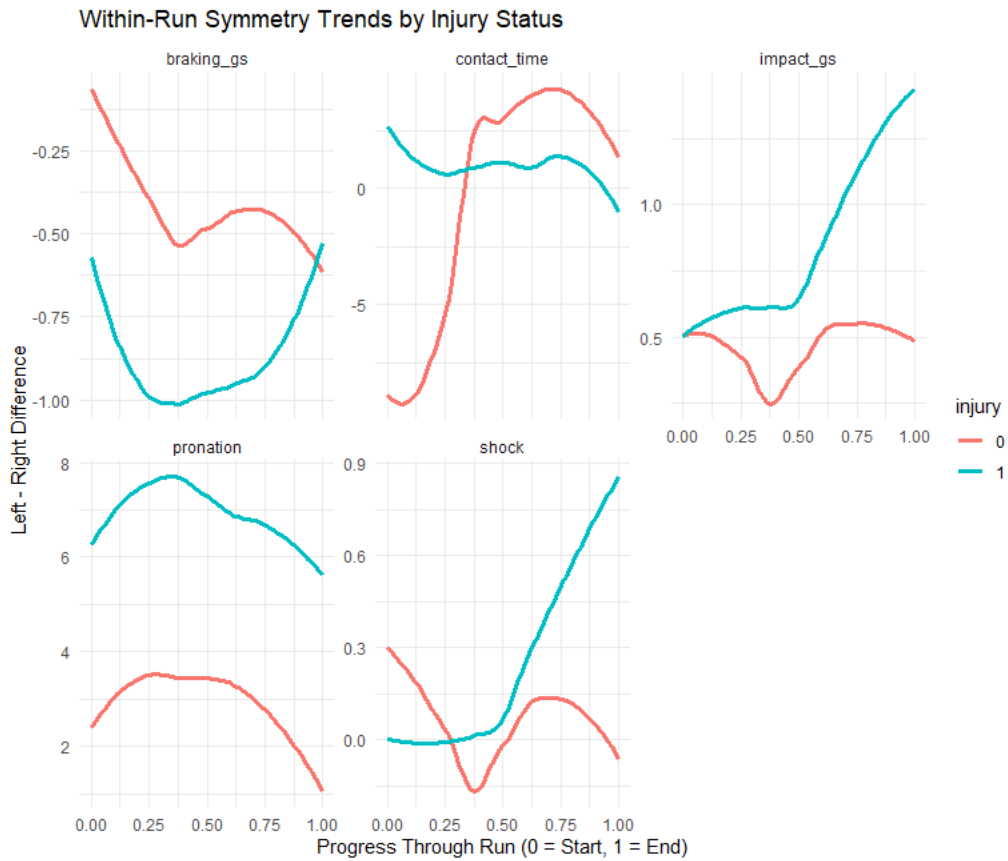 Within-Run Symmetry Trends by Injury Status
braking_gs
contact_time
impact_gs
-0.25
-0.50
-0.75
-1.00
0
-5
1.0
0.5
0.00 0.25 0.50 0.75 1.00
injury
0
1
Left - Right Difference
pronation
shock
8
6
4
2
0.9
0.6
0.3
0.0
0.00 0.25 0.50 0.75 1.00
0.00 0.25 0.50 0.75 1.00
Progress Through Run (0 = Start, 1 = End)